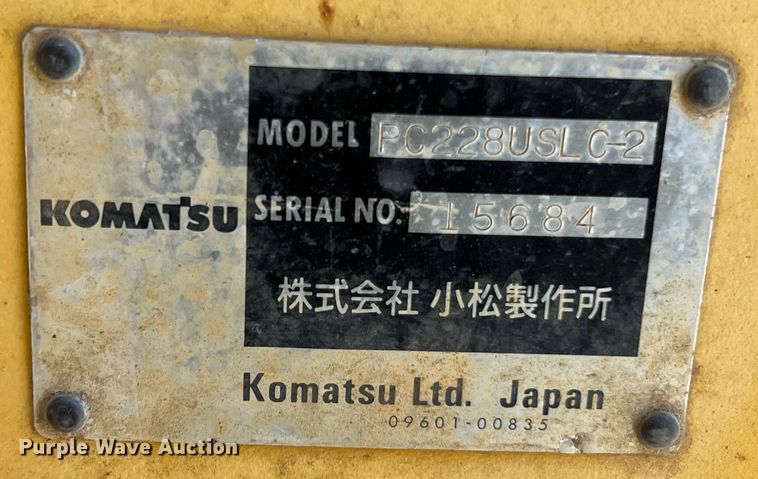 MODEL PC228USLC-2
KOMATSU
SERIAL NO. 15684
株式会社 小松製作所
Komatsu Ltd. Japan
09601-00835
Purple Wave Auction